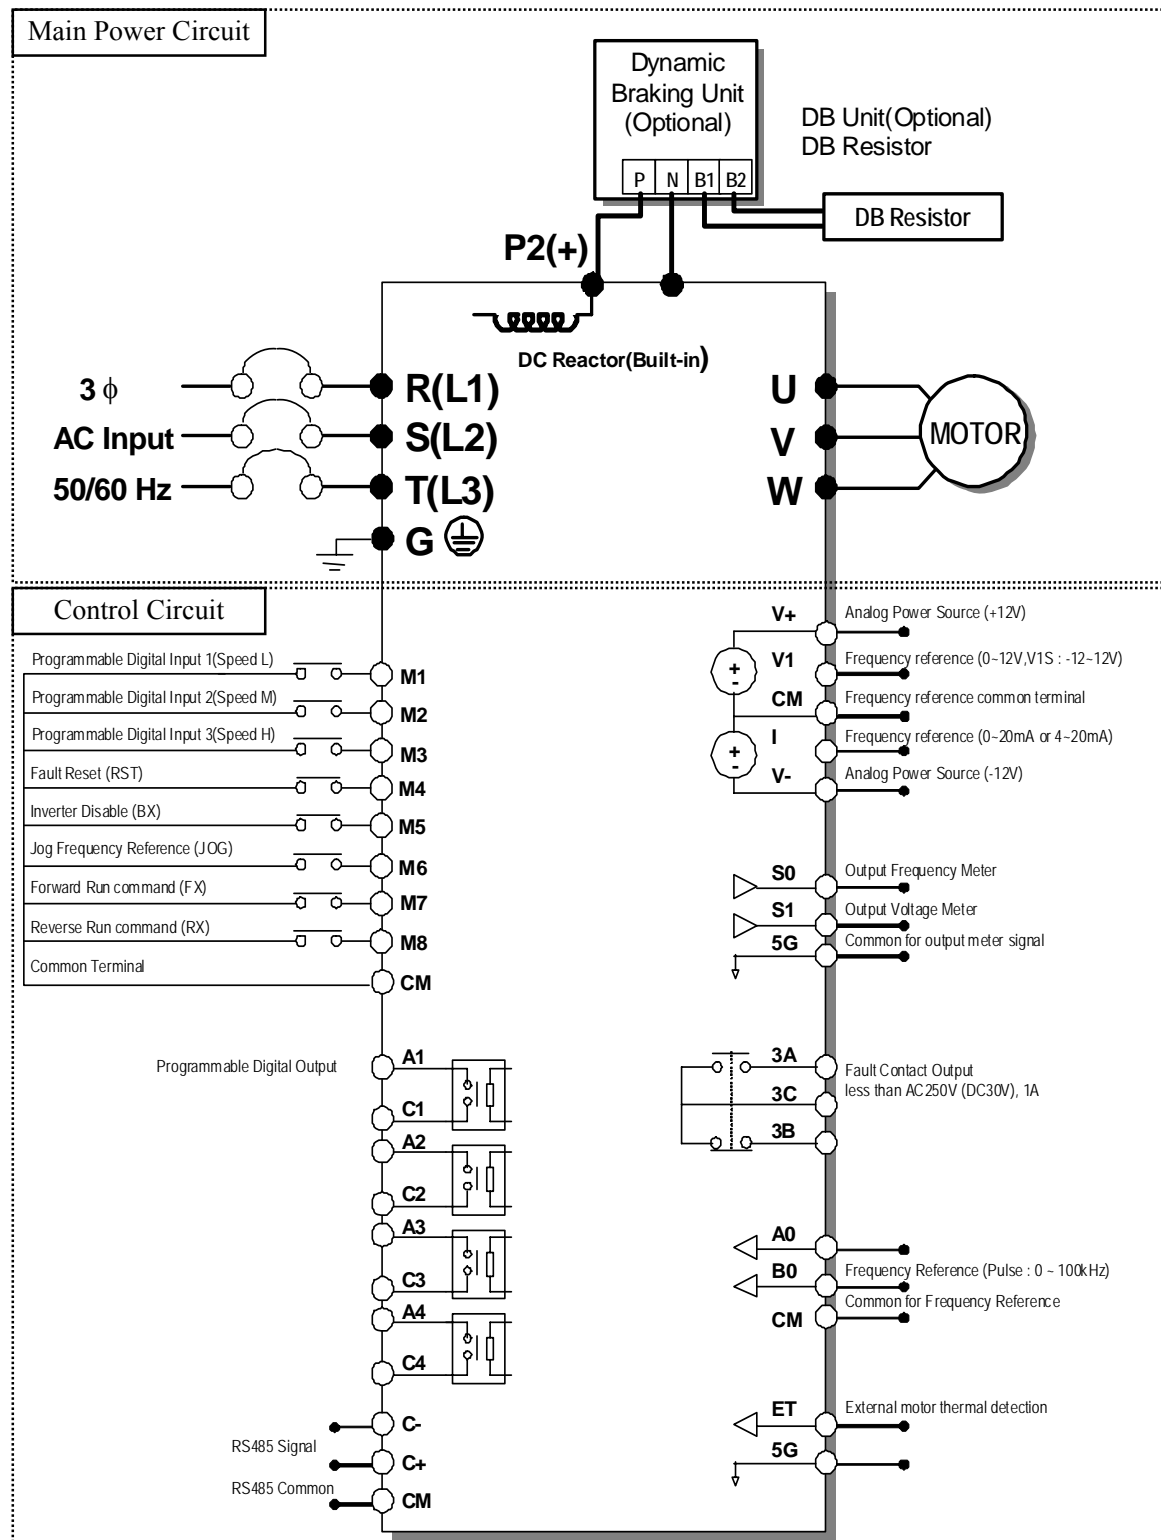 Main Power Circuit
Dynamic
Braking Unit
(Optional)
P N B1 B2
DB Unit(Optional)
DB Resistor
DB Resistor
P2(+)
DC Reactor(Built-in)
3 ϕ
AC Input
50/60 Hz
R(L1)
S(L2)
T(L3)
G
U
V
W
MOTOR
Control Circuit
Programmable Digital Input 1(Speed L)
M1
Programmable Digital Input 2(Speed M)
M2
Programmable Digital Input 3(Speed H)
M3
Fault Reset (RST)
M4
Inverter Disable (BX)
M5
Jog Frequency Reference (JOG)
M6
Forward Run command (FX)
M7
Reverse Run command (RX)
M8
Common Terminal
CM
Programmable Digital Output
A1
C1
A2
C2
A3
C3
A4
C4
C-
RS485 Signal
C+
RS485 Common
CM
V+
Analog Power Source (+12V)
+
-
V1
Frequency reference (0~12V,V1S : -12~12V)
CM
Frequency reference common terminal
+
-
I
Frequency reference (0~20mA or 4~20mA)
V-
Analog Power Source (-12V)
S0
Output Frequency Meter
S1
Output Voltage Meter
5G
Common for output meter signal
3A
3C
3B
Fault Contact Output
less than AC250V (DC30V), 1A
A0
B0
Frequency Reference (Pulse : 0 ~ 100kHz)
CM
Common for Frequency Reference
ET
External motor thermal detection
5G